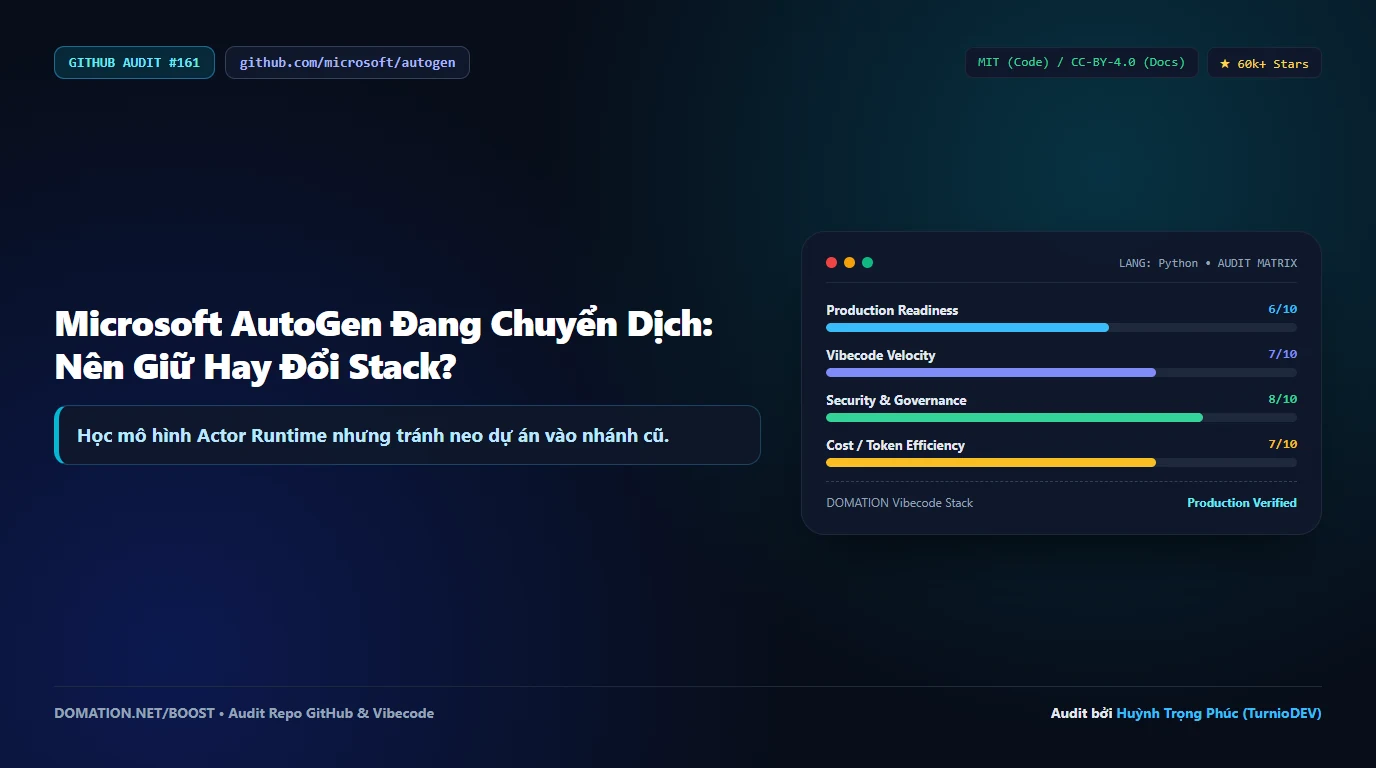 GITHUB AUDIT #161
github.com/microsoft/autogen
MIT (Code) / CC-BY-4.0 (Docs)
★ 60k+ Stars
Microsoft AutoGen Đang Chuyển Dịch:
Nên Giữ Hay Đổi Stack?
Học mô hình Actor Runtime nhưng tránh neo dự án vào nhánh cũ.
LANG: Python • AUDIT MATRIX
Production Readiness 6/10
Vibecode Velocity 7/10
Security & Governance 8/10
Cost / Token Efficiency 7/10
DOMATION Vibecode Stack Production Verified
DOMATION.NET/BOOST • Audit Repo GitHub & Vibecode
Audit bởi Huỳnh Trọng Phúc (TurnioDEV)